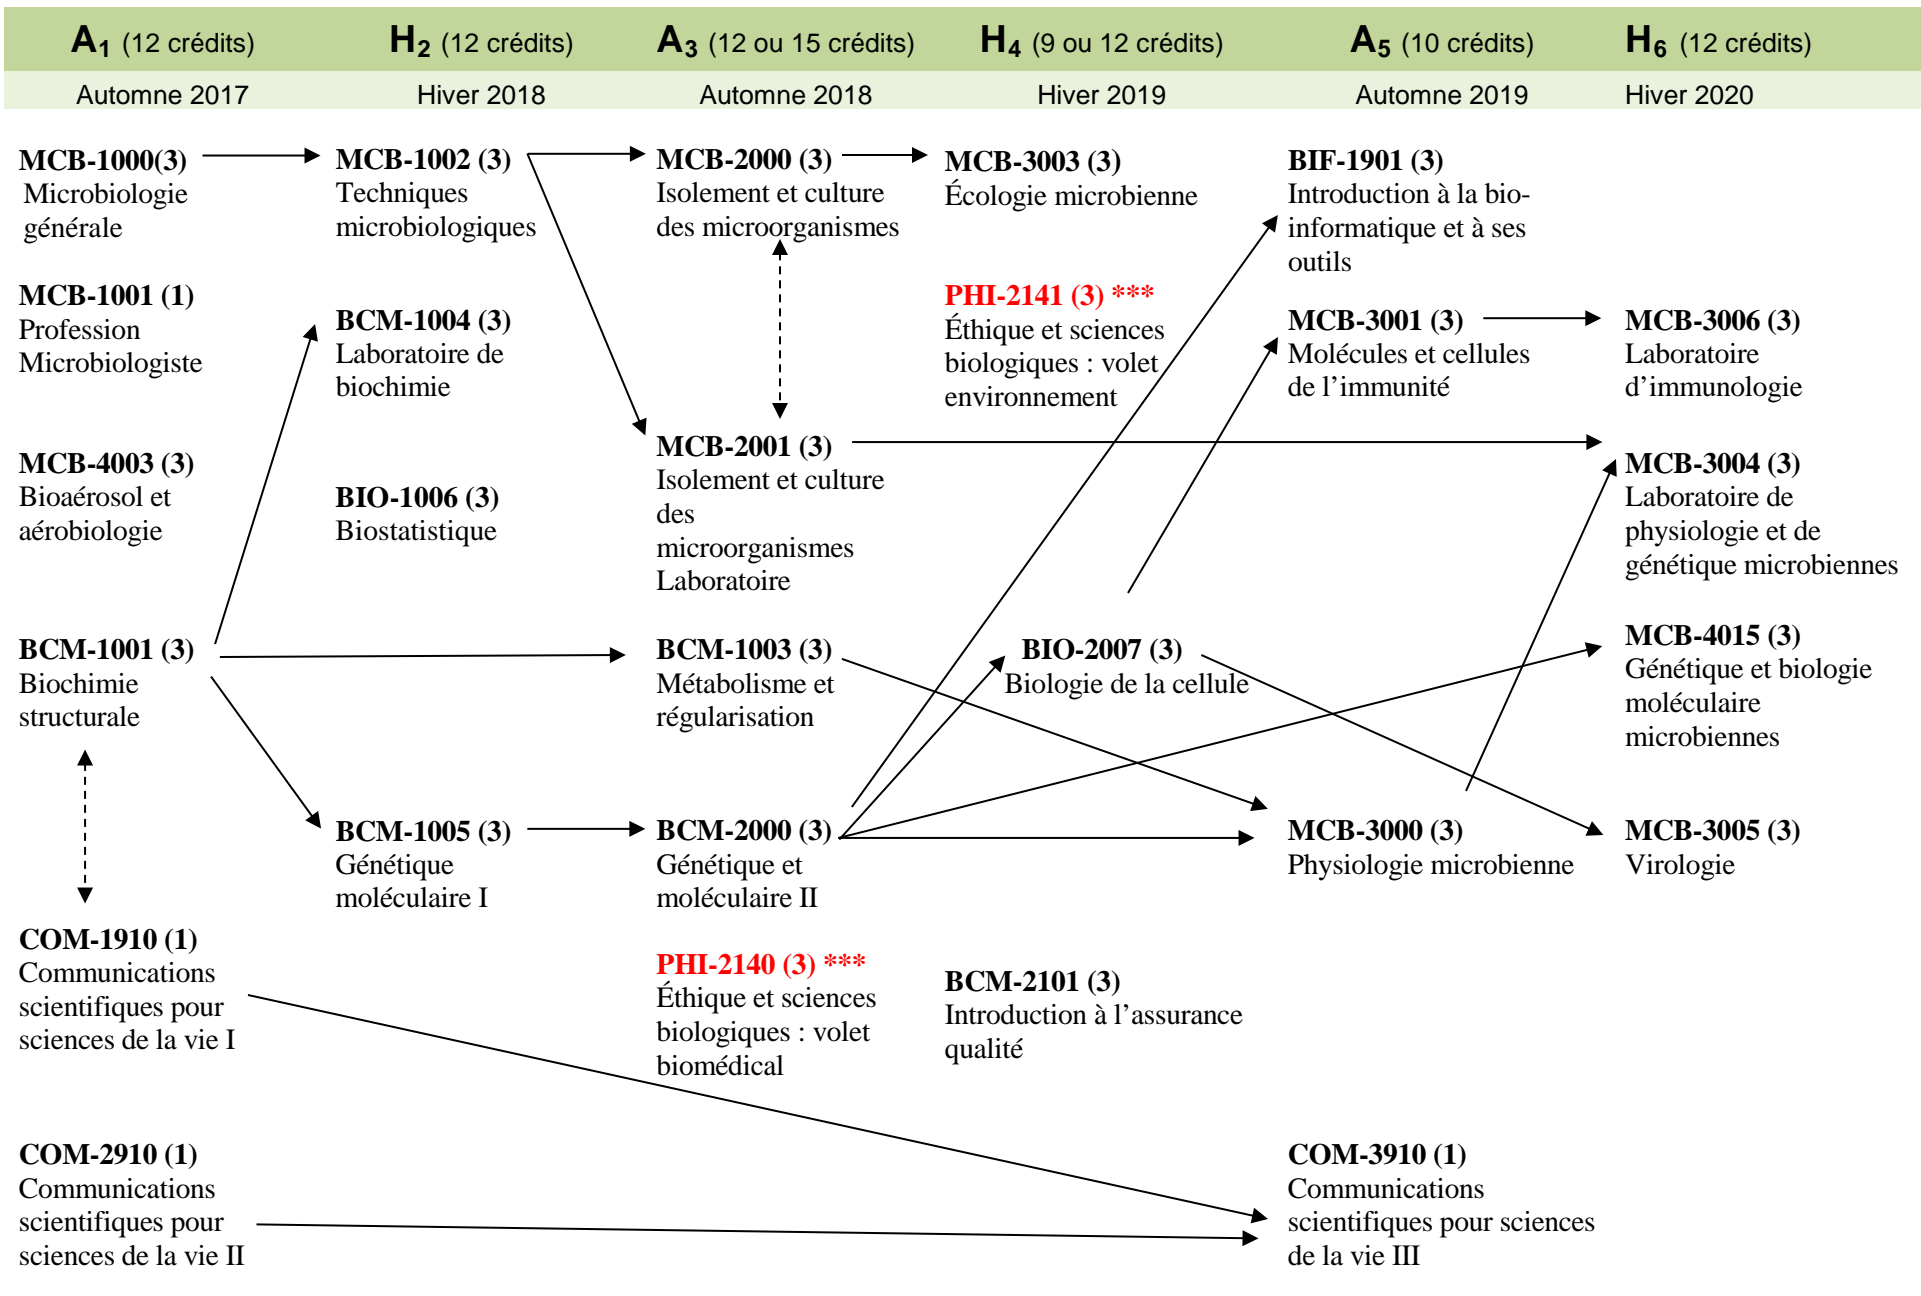 A1 (12 crédits)
H2 (12 crédits)
A3 (12 ou 15 crédits)
H4 (9 ou 12 crédits)
A5 (10 crédits)
H6 (12 crédits)
Automne 2017
Hiver 2018
Automne 2018
Hiver 2019
Automne 2019
Hiver 2020
MCB-1000(3)
Microbiologie
générale
MCB-1001 (1)
Profession
Microbiologiste
MCB-4003 (3)
Bioaérosol et
aérobiologie
BCM-1001 (3)
Biochimie
structurale
COM-1910 (1)
Communications
scientifiques pour
sciences de la vie I
COM-2910 (1)
Communications
scientifiques pour
sciences de la vie II
MCB-1002 (3)
Techniques
microbiologiques
BCM-1004 (3)
Laboratoire de
biochimie
BIO-1006 (3)
Biostatistique
BCM-1005 (3)
Génétique
moléculaire I
MCB-2000 (3)
Isolement et culture
des microorganismes
MCB-2001 (3)
Isolement et culture
des
microorganismes
Laboratoire
BCM-1003 (3)
Métabolisme et
régularisation
BCM-2000 (3)
Génétique et
moléculaire II
PHI-2140 (3) ***
Éthique et sciences
biologiques : volet
biomédical
MCB-3003 (3)
Écologie microbienne
PHI-2141 (3) ***
Éthique et sciences
biologiques : volet
environnement
BIO-2007 (3)
Biologie de la cellule
BCM-2101 (3)
Introduction à l’assurance
qualité
BIF-1901 (3)
Introduction à la bio-
informatique et à ses
outils
MCB-3001 (3)
Molécules et cellules
de l’immunité
MCB-3000 (3)
Physiologie microbienne
COM-3910 (1)
Communications
scientifiques pour sciences
de la vie III
MCB-3006 (3)
Laboratoire
d’immunologie
MCB-3004 (3)
Laboratoire de
physiologie et de
génétique microbiennes
MCB-4015 (3)
Génétique et biologie
moléculaire
microbiennes
MCB-3005 (3)
Virologie